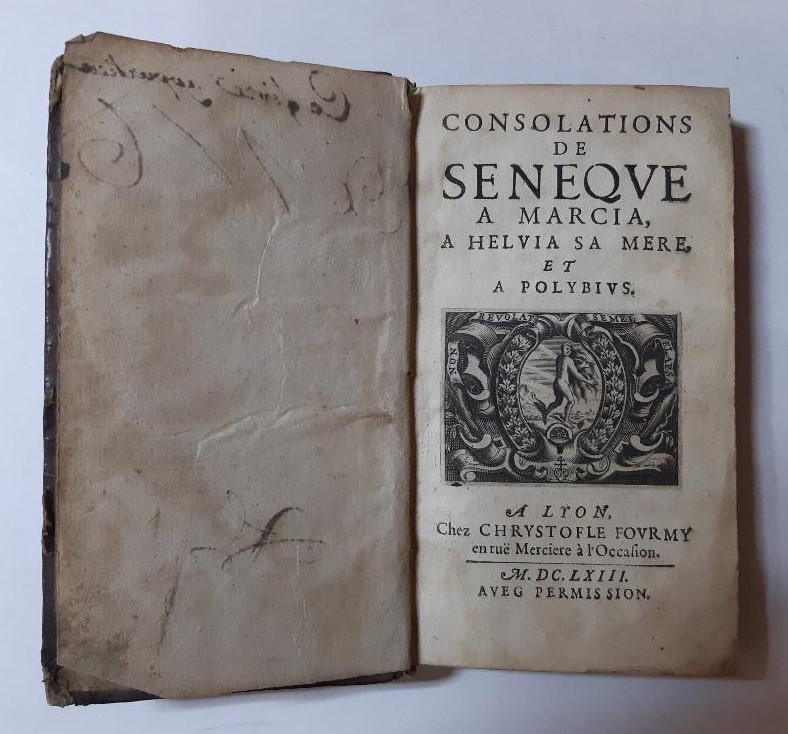 CONSOLATIONS
DE
SENEQVE
A MARCIA,
A HELVIA SA MERE,
ET
A POLYBIVS.
NON REVOLAT SEMEL ELAPSA
A LYON,
Chez CHRYSTOFLE FOVRMY
en ruë Merciere à l'Occaſion.
M. DC. LXIII.
AVEG PERMISSION.